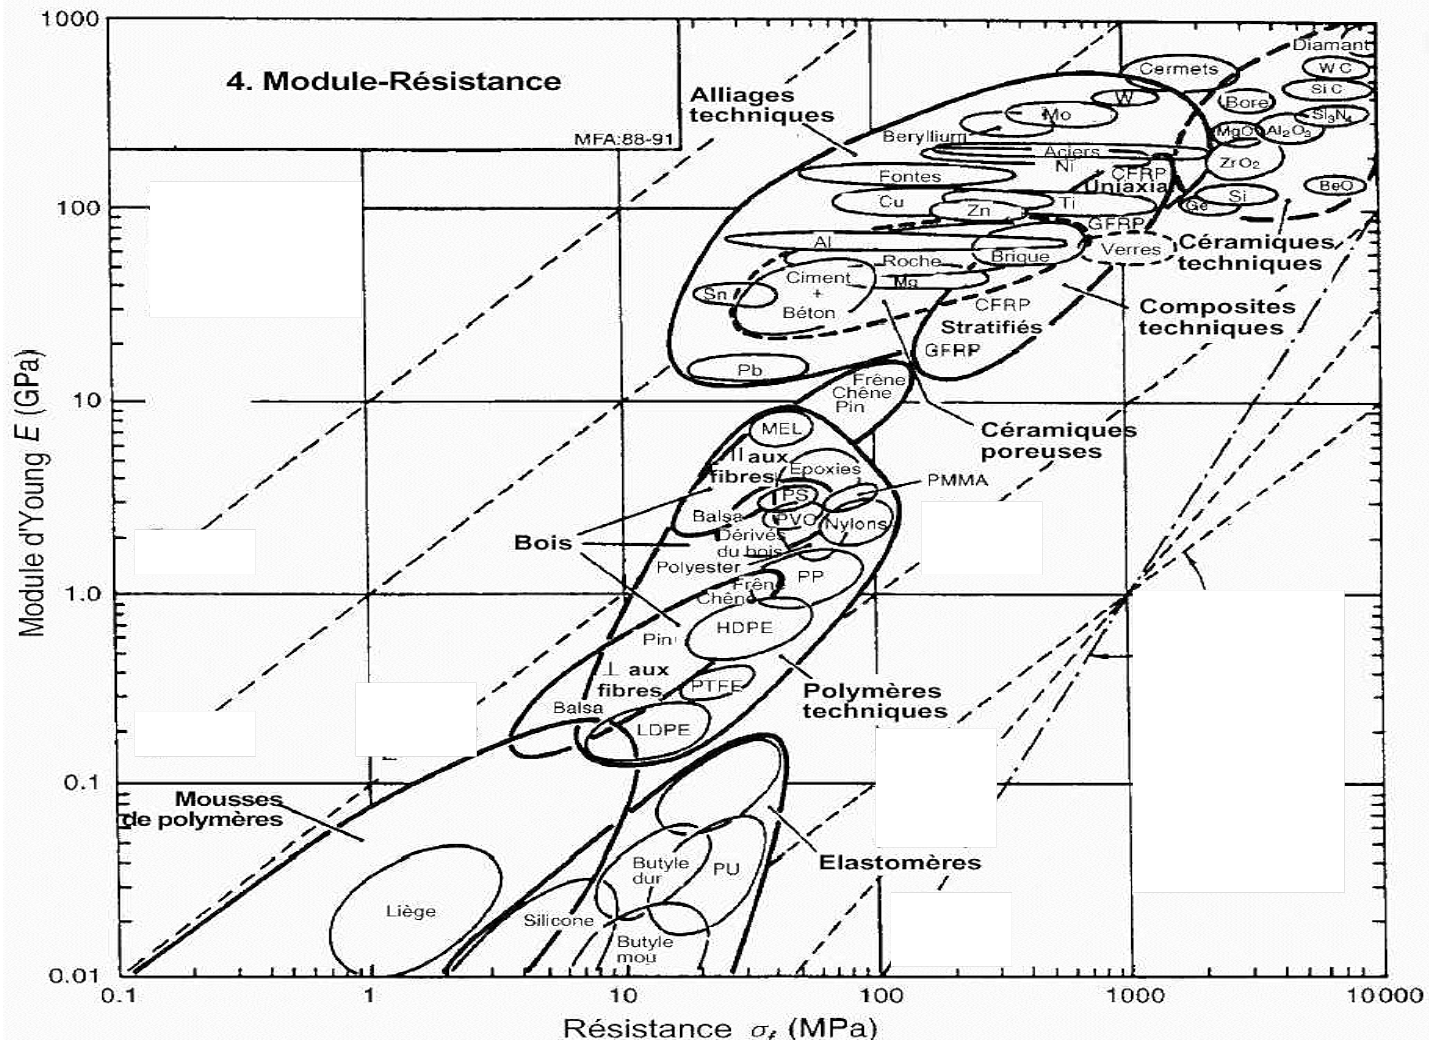 4. Module-Résistance
MFA:88-91
1000
100
10
1.0
0.1
0.01
Module d'Young E (GPa)
Alliages
techniques
Diamant
Cermets
W C
Si C
W
Bore
Mo
Si₃N₄
Beryllium
MgO
Al₂O₃
Aciers
Ni
ZrO₂
Fontes
CFRP
Uniaxial
BeO
Cu
Ti
Si
Ge
Zn
GFRP
Al
Verres
Céramiques
techniques
Roche
Brique
Ciment
+
Béton
Mg
Sn
CFRP
Stratifiés
GFRP
Composites
techniques
Pb
Frêne
Chêne
Pin
Céramiques
poreuses
MEL
|| aux
fibres
Epoxies
PMMA
PS
Balsa
PVC
Nylons
Dérivés
du bois
Bois
Polyester
PP
Frêne
Chêne
HDPE
Pin
⊥ aux
fibres
PTFE
Balsa
LDPE
Polymères
techniques
Mousses
de polymères
Elastomères
Butyle
dur
PU
Liège
Silicone
Butyle
mou
0.1
1
10
100
1000
10000
Résistance σf (MPa)